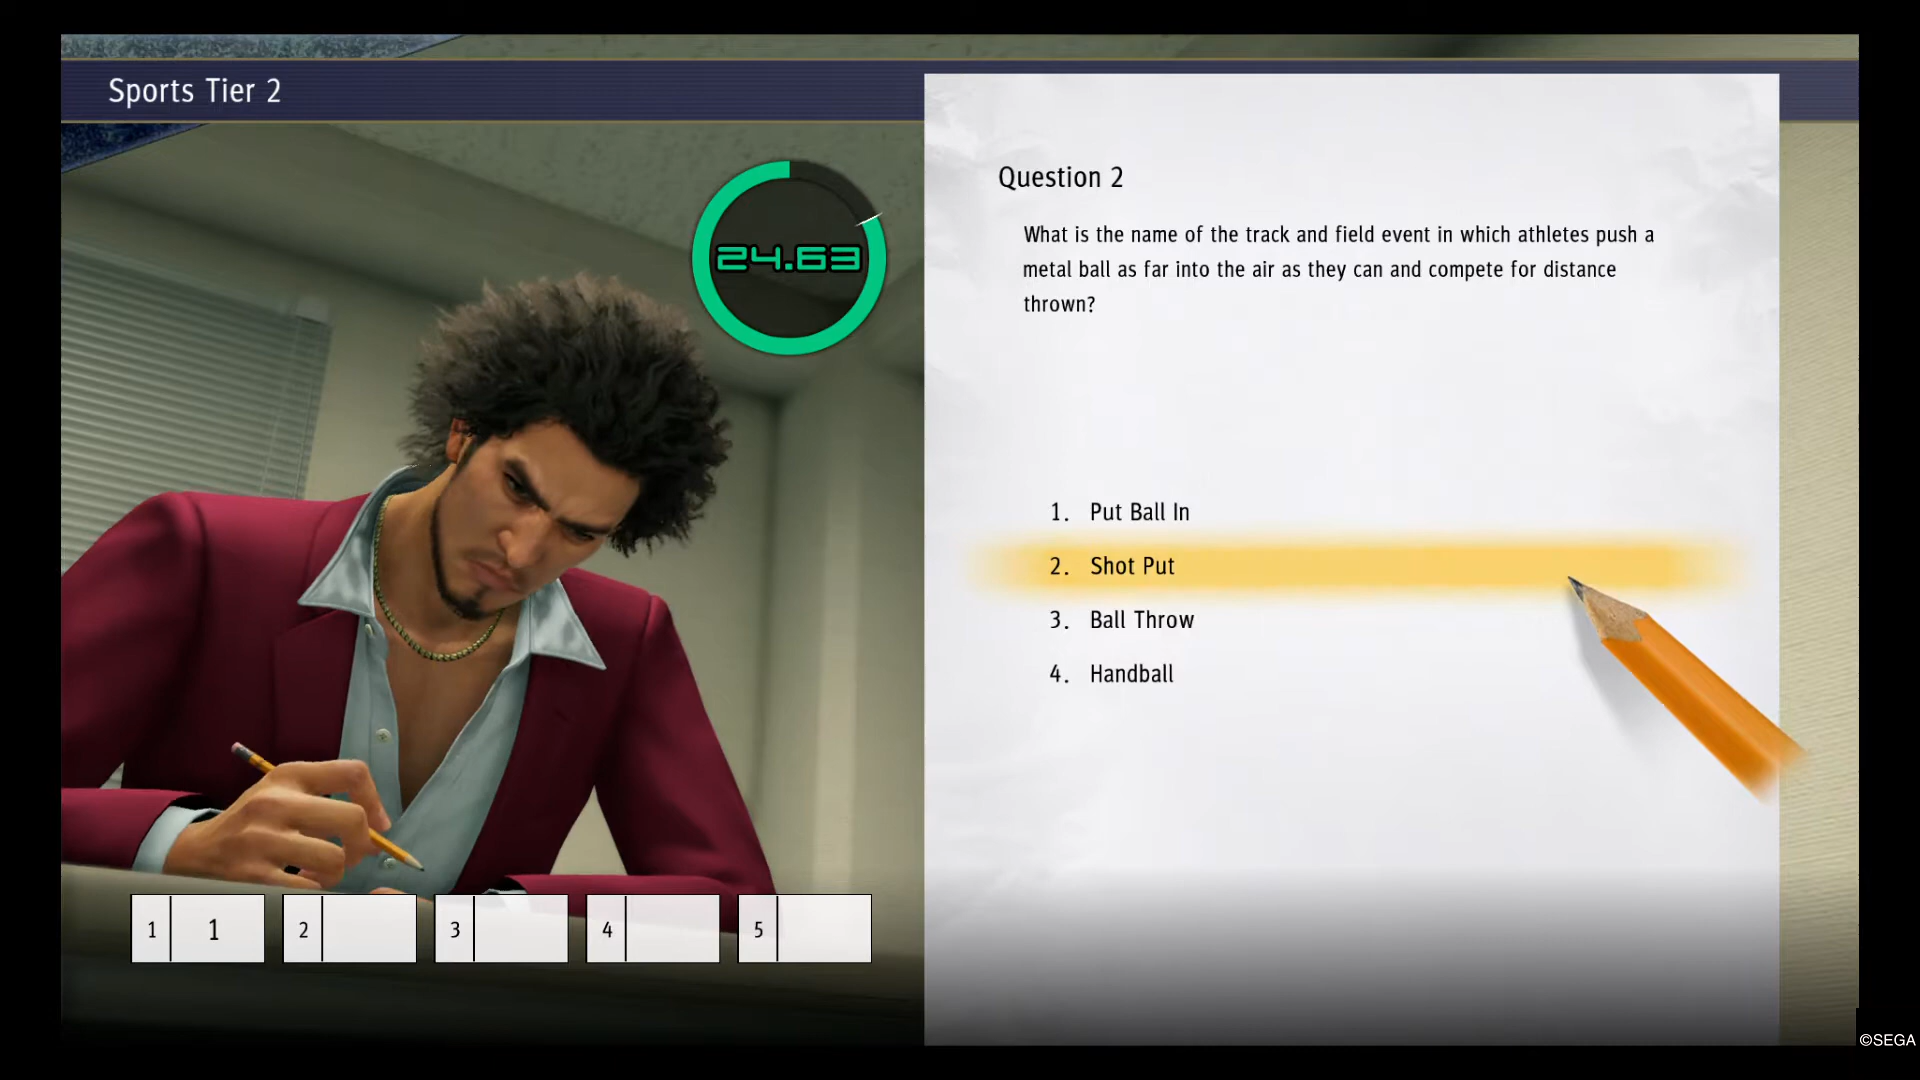 Sports Tier 2
24.63
Question 2
What is the name of the track and field event in which athletes push a
metal ball as far into the air as they can and compete for distance
thrown?
1. Put Ball In
2. Shot Put
3. Ball Throw
4. Handball
1 1 2 3 4 5
©SEGA